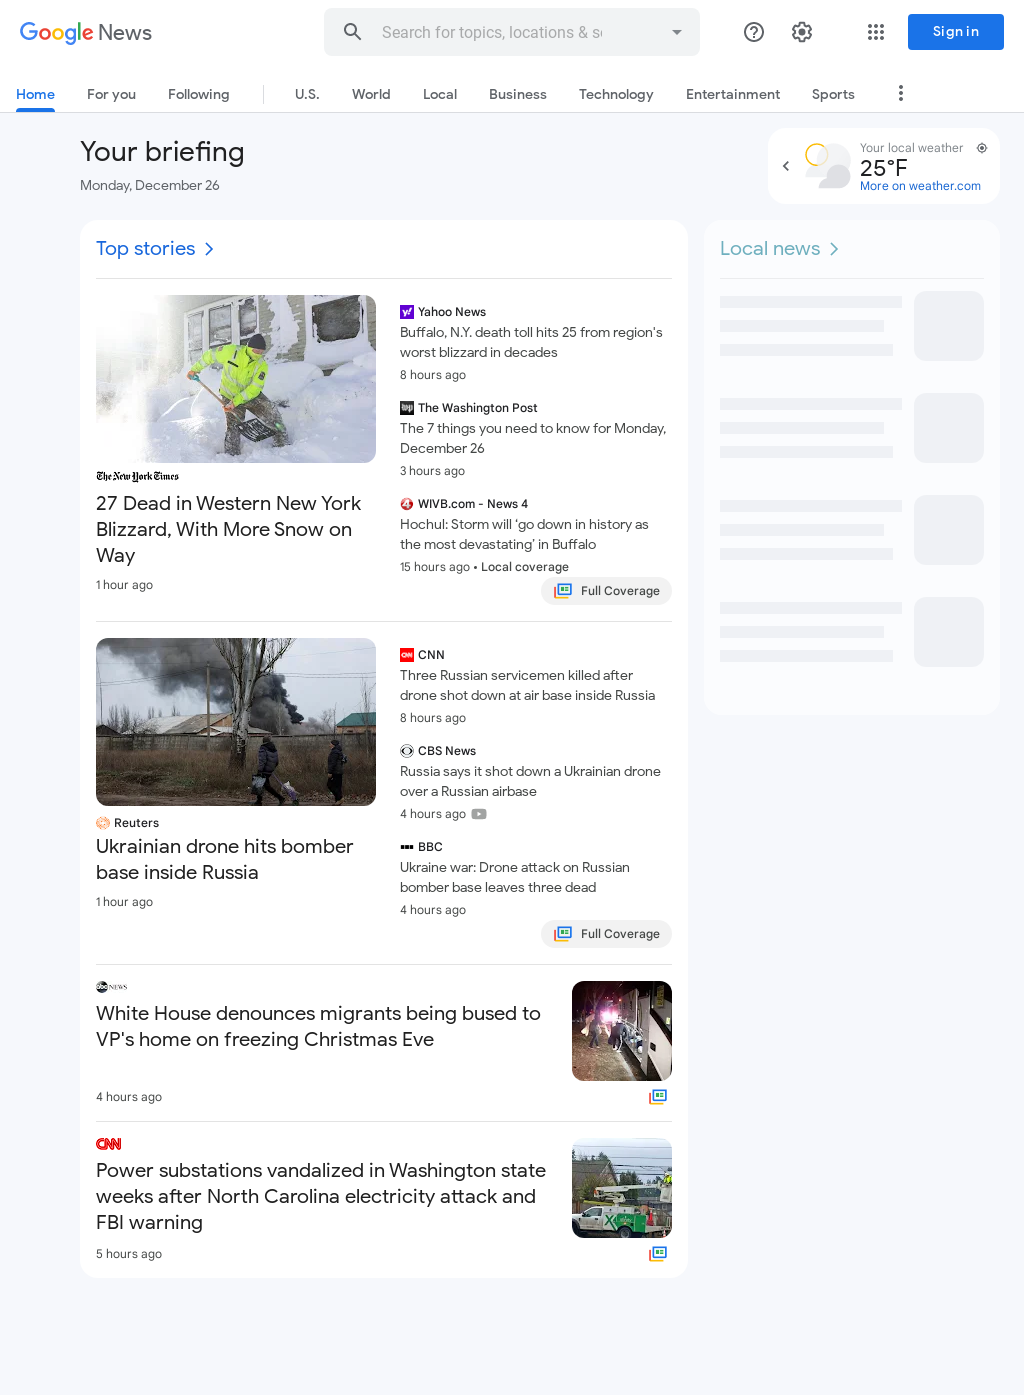 Google News
Search for topics, locations & so
Sign in
Home
For you
Following
U.S.
World
Local
Business
Technology
Entertainment
Sports
Your briefing
Monday, December 26
Your local weather
25°F
More on weather.com
Top stories
The New York Times
27 Dead in Western New York
Blizzard, With More Snow on
Way
1 hour ago
Yahoo News
Buffalo, N.Y. death toll hits 25 from region's
worst blizzard in decades
8 hours ago
The Washington Post
The 7 things you need to know for Monday,
December 26
3 hours ago
WIVB.com - News 4
Hochul: Storm will ‘go down in history as
the most devastating’ in Buffalo
15 hours ago • Local coverage
Full Coverage
Reuters
Ukrainian drone hits bomber
base inside Russia
1 hour ago
CNN
Three Russian servicemen killed after
drone shot down at air base inside Russia
8 hours ago
CBS News
Russia says it shot down a Ukrainian drone
over a Russian airbase
4 hours ago
BBC
Ukraine war: Drone attack on Russian
bomber base leaves three dead
4 hours ago
Full Coverage
abc NEWS
White House denounces migrants being bused to
VP's home on freezing Christmas Eve
4 hours ago
CNN
Power substations vandalized in Washington state
weeks after North Carolina electricity attack and
FBI warning
5 hours ago
Local news